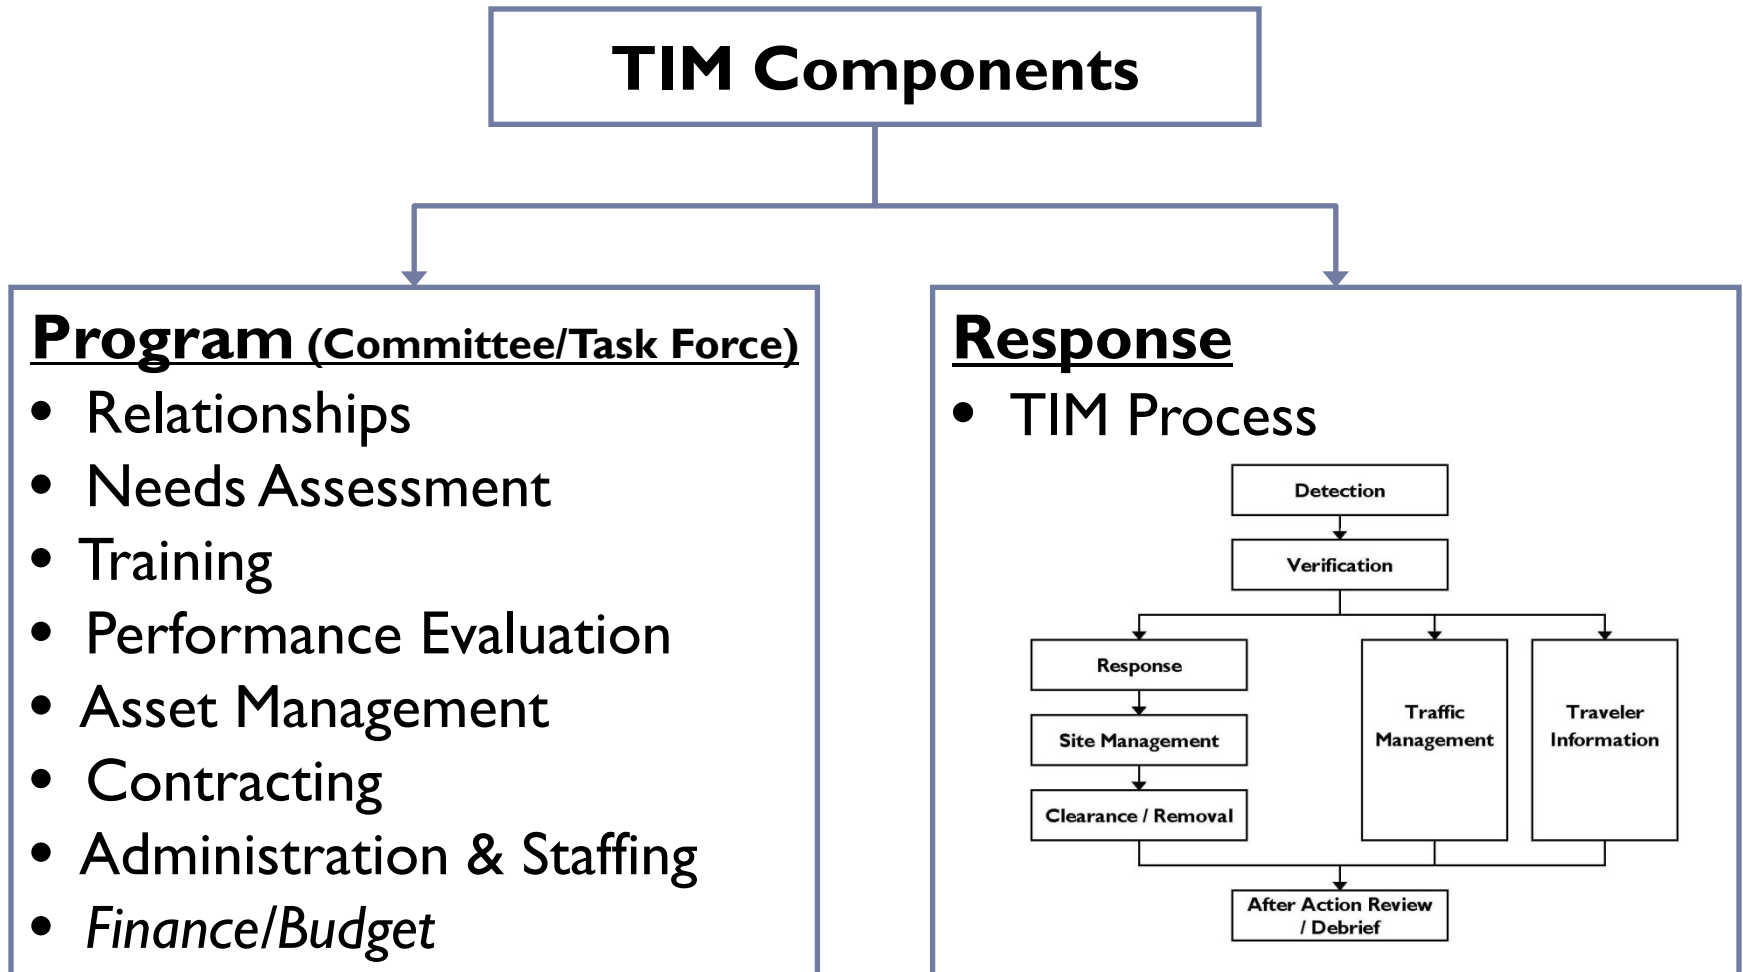 TIM Components
Program (Committee/Task Force)
• Relationships
• Needs Assessment
• Training
• Performance Evaluation
• Asset Management
• Contracting
• Administration & Staffing
• Finance/Budget
Response
• TIM Process
Detection
Verification
Response
Site Management
Clearance / Removal
Traffic
Management
Traveler
Information
After Action Review
/ Debrief